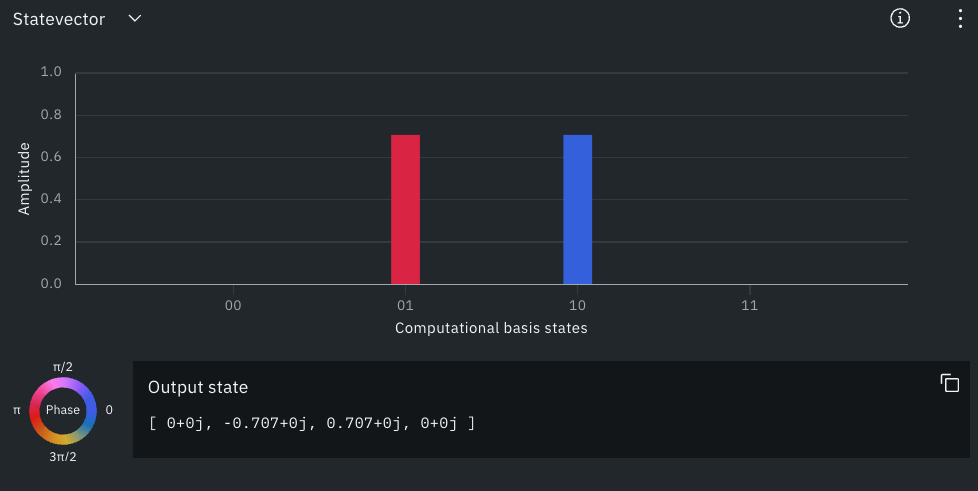 Statevector
1.0
0.8
0.6
0.4
0.2
0.0
Amplitude
00 01 10 11
Computational basis states
π/2
π Phase 0
3π/2
Output state
[ 0+0j, -0.707+0j, 0.707+0j, 0+0j ]